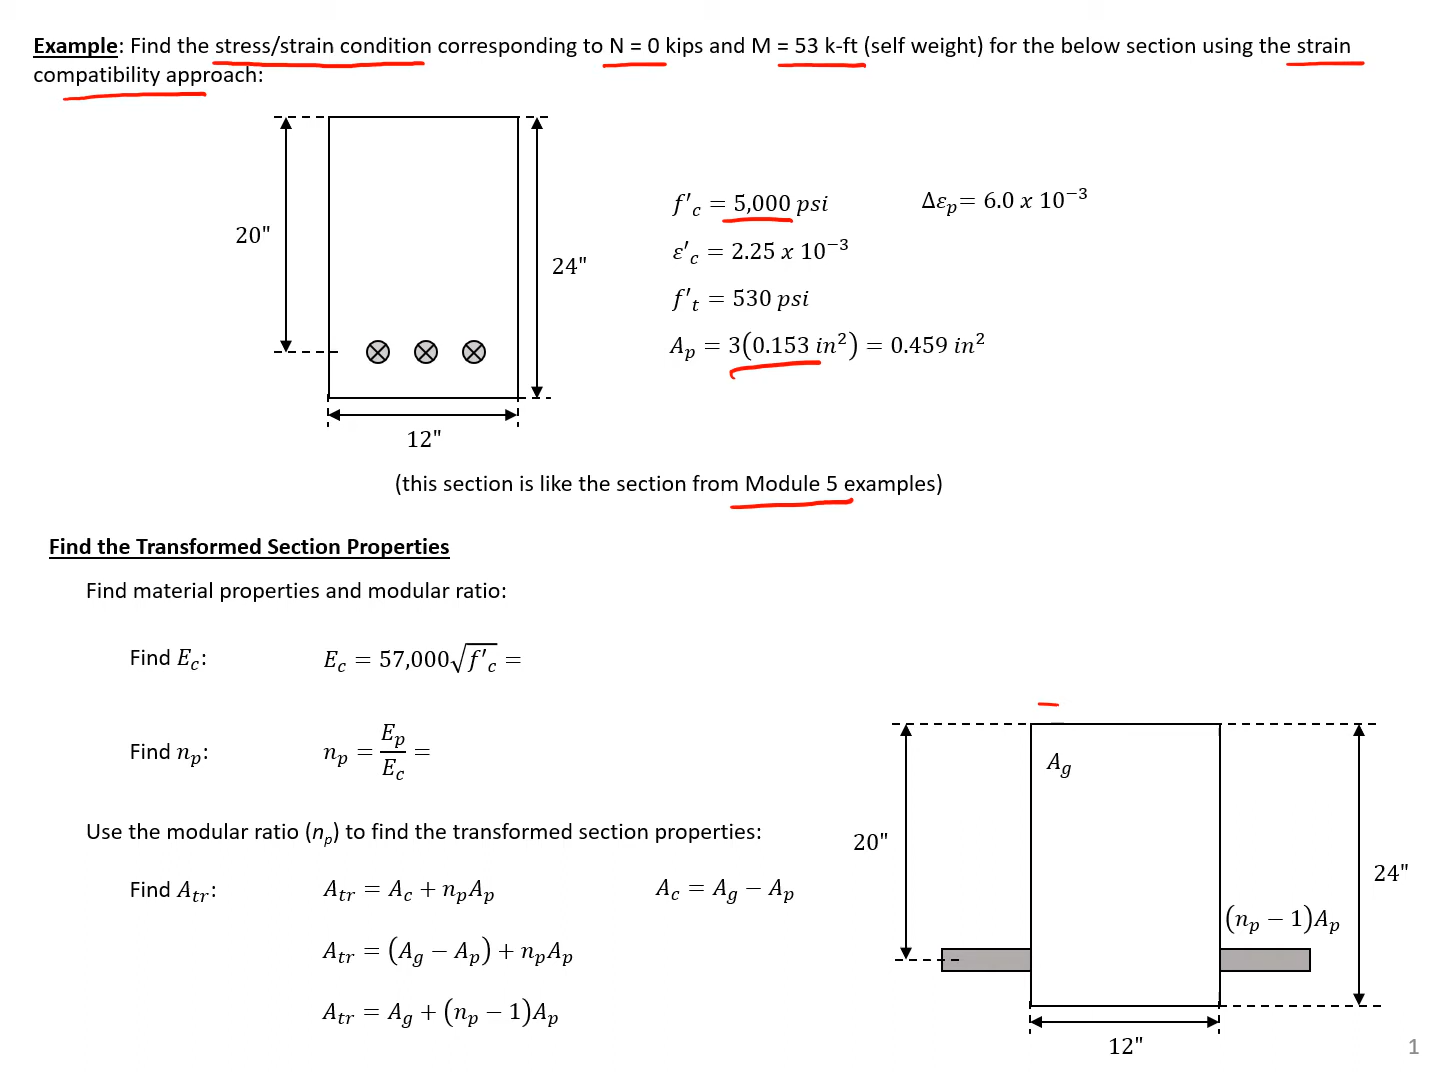 Example: Find the stress/strain condition corresponding to N = 0 kips and M = 53 k-ft (self weight) for the below section using the strain
compatibility approach:
20"
24"
12"
f'c = 5,000 psi
Δεp= 6.0 x 10⁻³
ε'c = 2.25 x 10⁻³
f't = 530 psi
Ap = 3(0.153 in²) = 0.459 in²
(this section is like the section from Module 5 examples)
Find the Transformed Section Properties
Find material properties and modular ratio:
Find Ec: Ec = 57,000√f'c =
Find np: np = Ep/Ec =
Use the modular ratio (np) to find the transformed section properties:
Find Atr: Atr = Ac + npAp Ac = Ag − Ap
Atr = (Ag − Ap) + npAp
Atr = Ag + (np − 1)Ap
Ag
20"
24"
(np − 1)Ap
12"
1